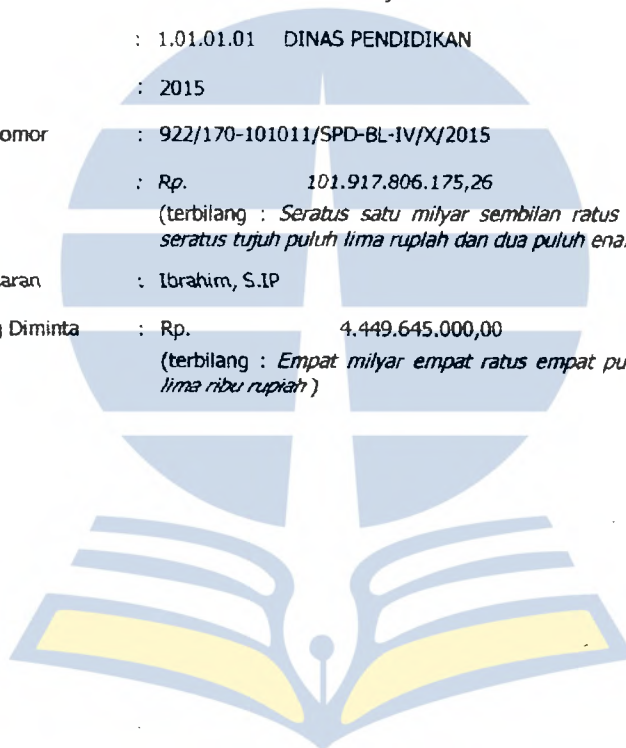 : 1.01.01.01 DINAS PENDIDIKAN
: 2015
omor : 922/170-101011/SPD-BL-IV/X/2015
: Rp. 101.917.806.175,26
(terbilang : Seratus satu milyar sembilan ratus
seratus tujuh puluh lima rupiah dan dua puluh ena
aran : Ibrahim, S.IP
Diminta : Rp. 4.449.645.000,00
(terbilang : Empat milyar empat ratus empat pu
lima ribu rupiah )